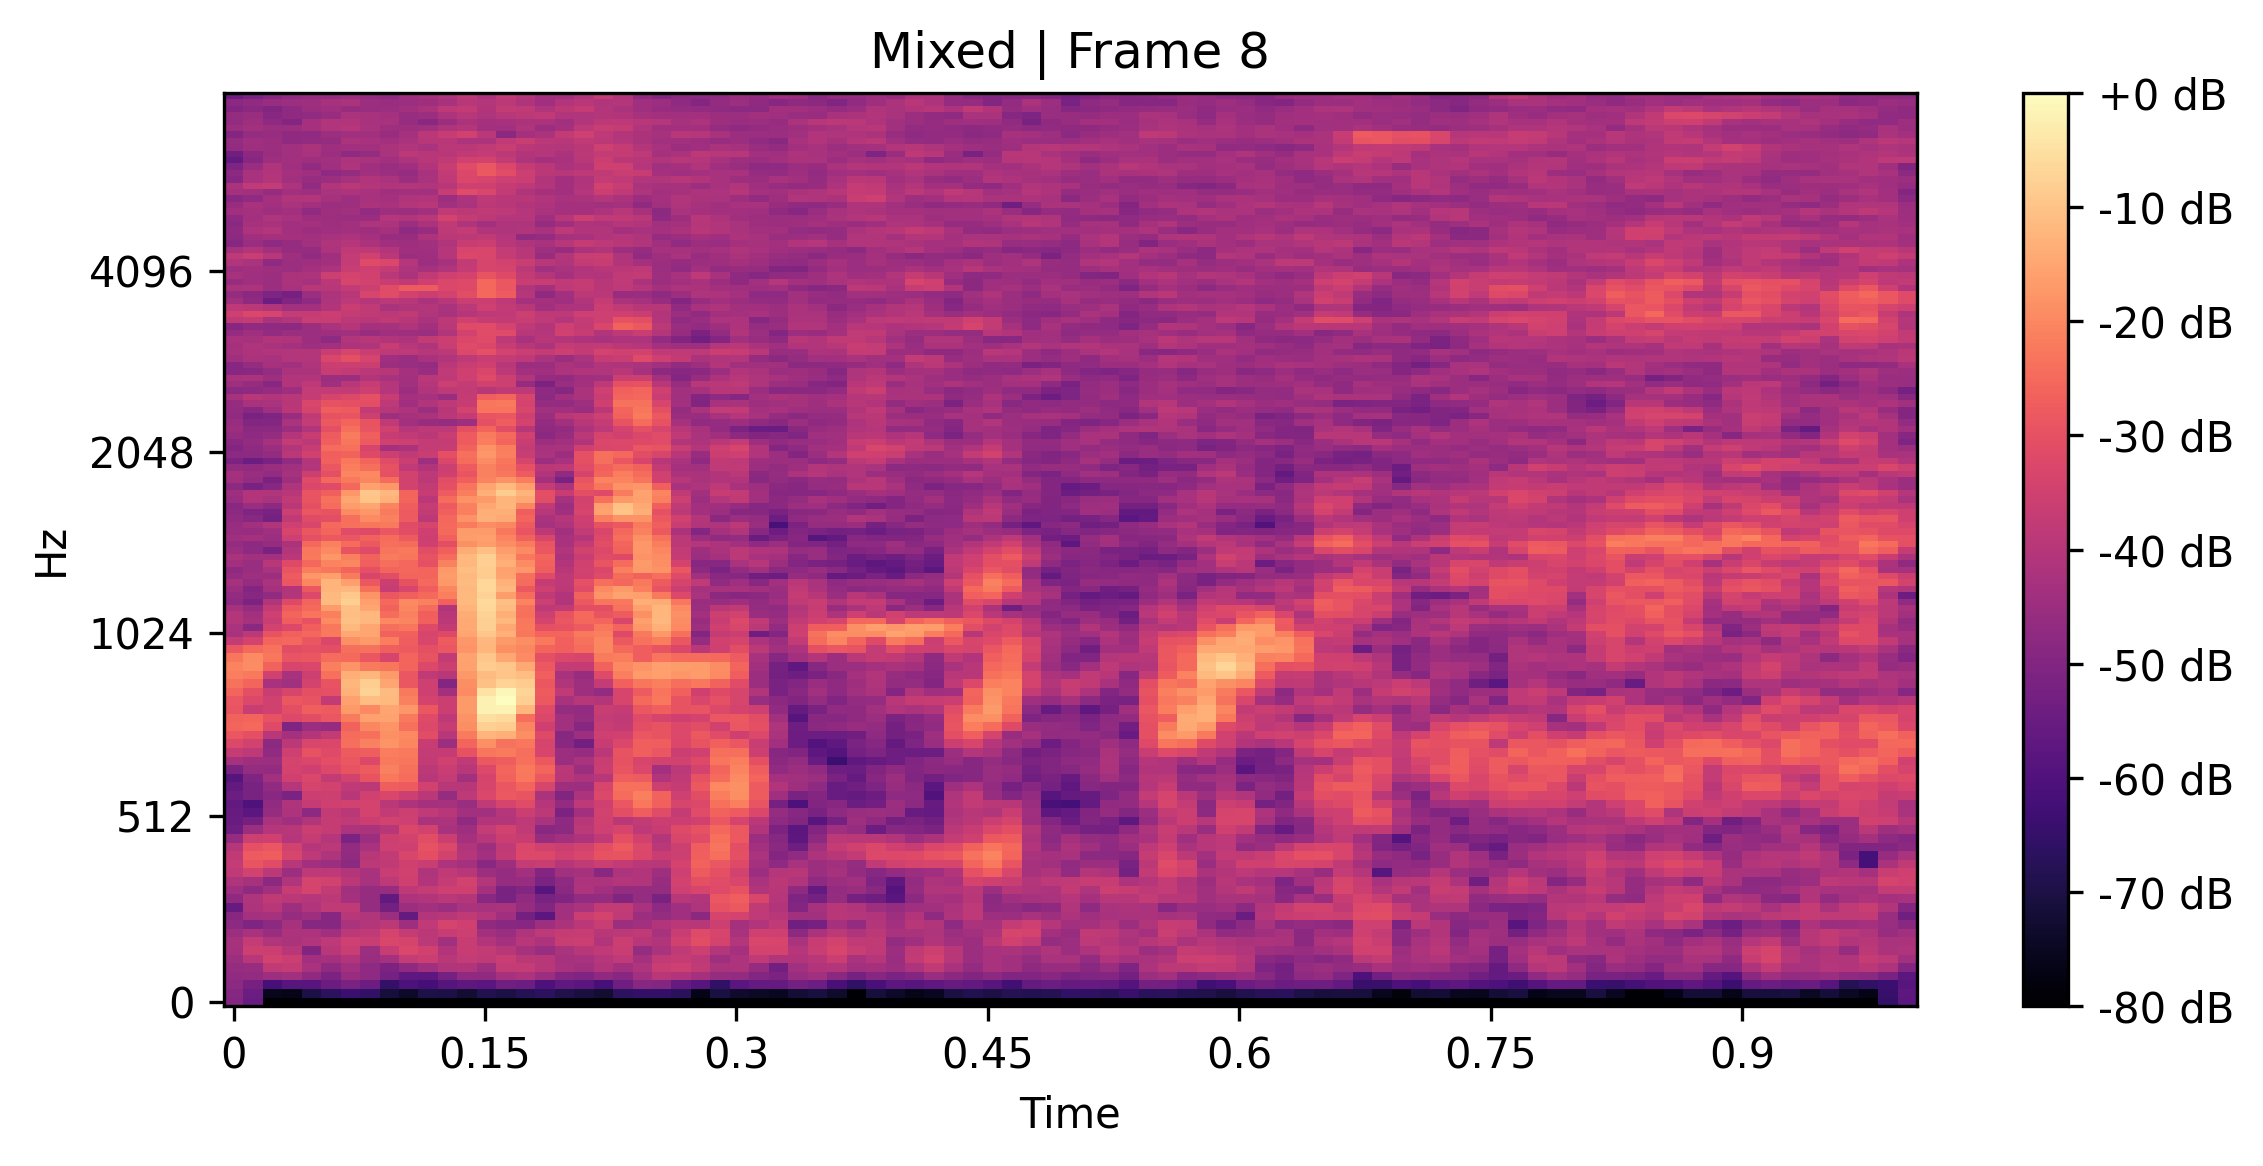 Mixed | Frame 8
Hz
4096
2048
1024
512
0
0 0.15 0.3 0.45 0.6 0.75 0.9
Time
+0 dB
-10 dB
-20 dB
-30 dB
-40 dB
-50 dB
-60 dB
-70 dB
-80 dB